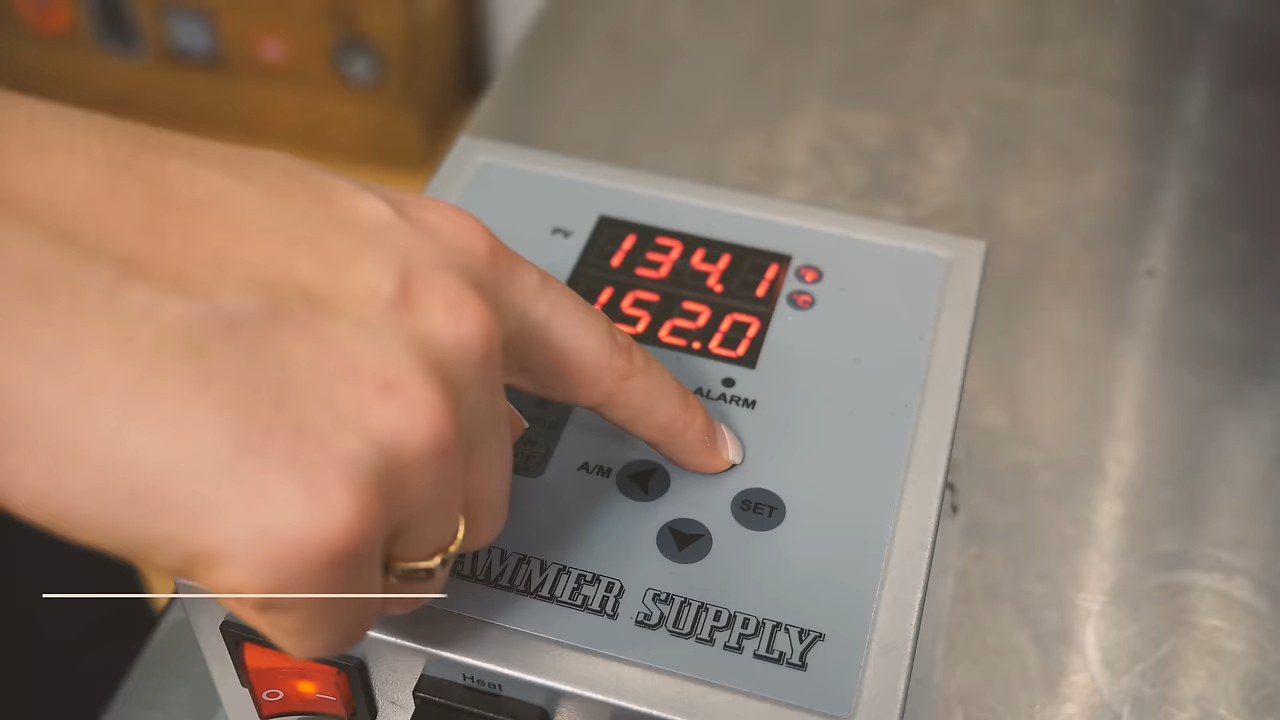 PV
134.1
152.0
°F
°C
ALARM
A/M
SET
AMMER SUPPLY
Heat